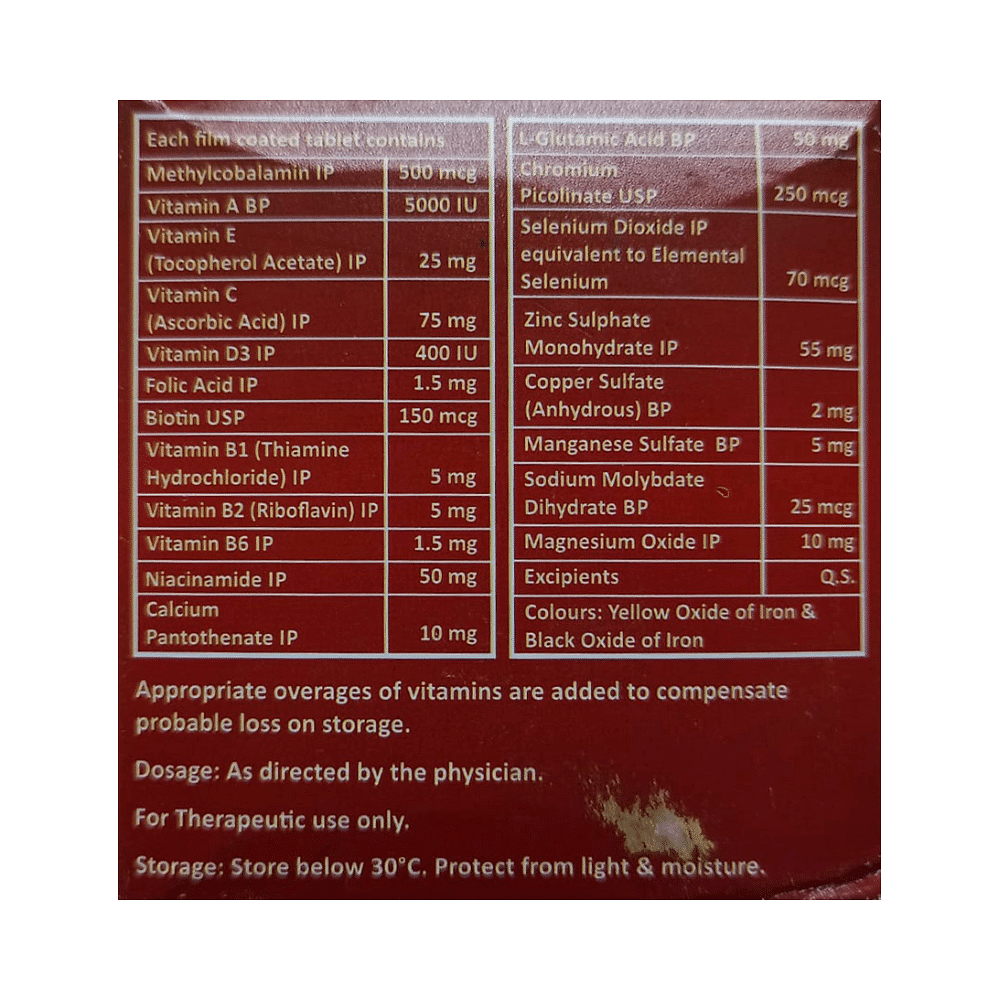 Each film coated tablet contains
Methylcobalamin IP 500 mcg
Vitamin A BP 5000 IU
Vitamin E
(Tocopherol Acetate) IP 25 mg
Vitamin C
(Ascorbic Acid) IP 75 mg
Vitamin D3 IP 400 IU
Folic Acid IP 1.5 mg
Biotin USP 150 mcg
Vitamin B1 (Thiamine
Hydrochloride) IP 5 mg
Vitamin B2 (Riboflavin) IP 5 mg
Vitamin B6 IP 1.5 mg
Niacinamide IP 50 mg
Calcium
Pantothenate IP 10 mg
L-Glutamic Acid BP 50 mg
Chromium
Picolinate USP 250 mcg
Selenium Dioxide IP
equivalent to Elemental
Selenium 70 mcg
Zinc Sulphate
Monohydrate IP 55 mg
Copper Sulfate
(Anhydrous) BP 2 mg
Manganese Sulfate BP 5 mg
Sodium Molybdate
Dihydrate BP 25 mcg
Magnesium Oxide IP 10 mg
Excipients Q.S.
Colours: Yellow Oxide of Iron &
Black Oxide of Iron
Appropriate overages of vitamins are added to compensate
probable loss on storage.
Dosage: As directed by the physician.
For Therapeutic use only.
Storage: Store below 30°C. Protect from light & moisture.